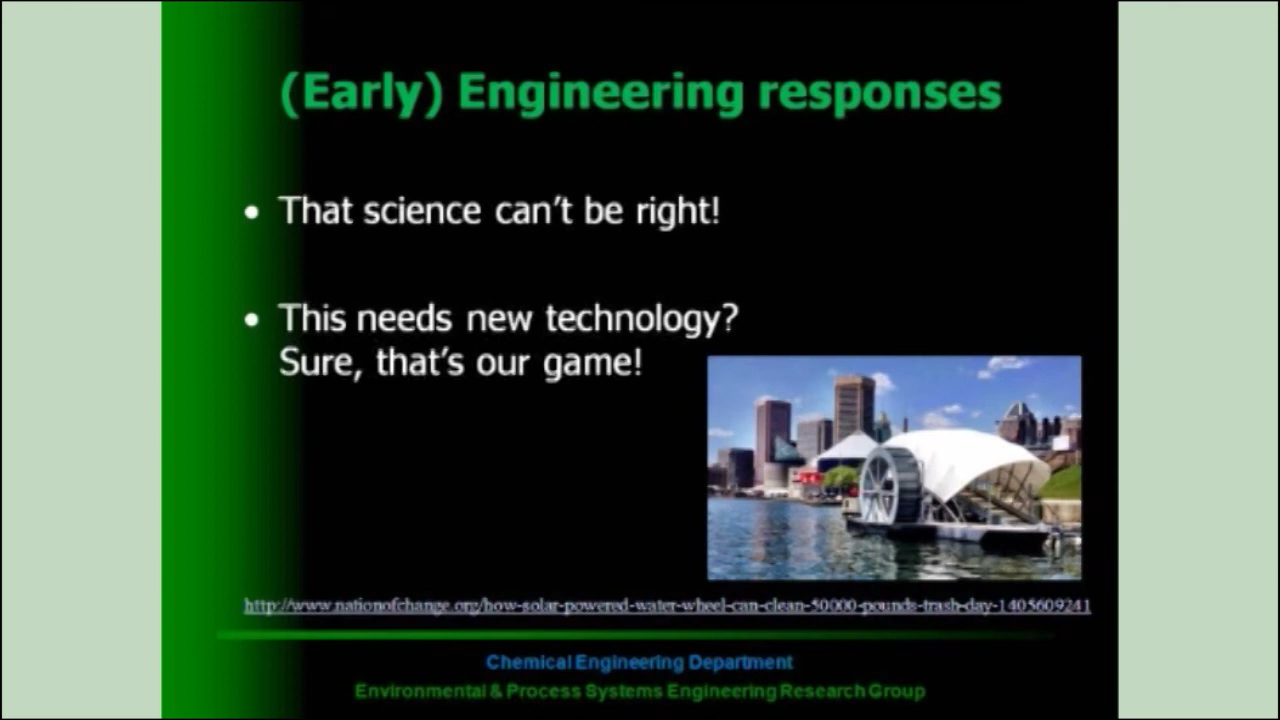 (Early) Engineering responses
• That science can't be right!
• This needs new technology?
Sure, that's our game!
http://www.nationofchange.org/how-solar-powered-water-wheel-can-clean-50000-pounds-trash-day-1405609241
Chemical Engineering Department
Environmental & Process Systems Engineering Research Group